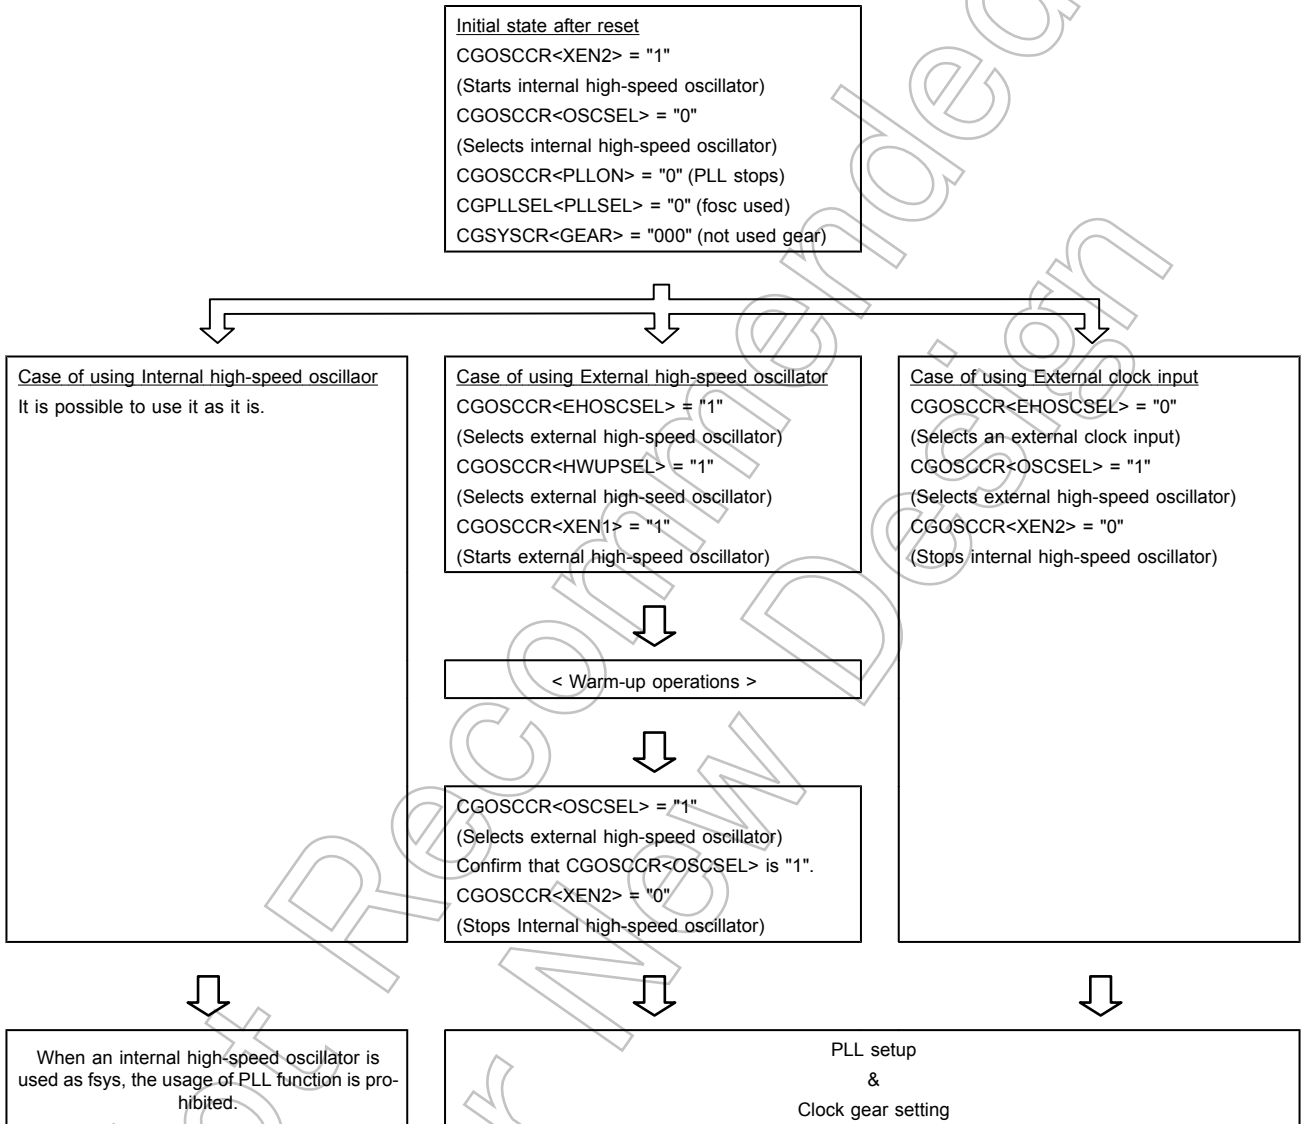 Initial state after reset
CGOSCCR<XEN2> = "1"
(Starts internal high-speed oscillator)
CGOSCCR<OSCSEL> = "0"
(Selects internal high-speed oscillator)
CGOSCCR<PLLON> = "0" (PLL stops)
CGPLLSEL<PLLSEL> = "0" (fosc used)
CGSYSCR<GEAR> = "000" (not used gear)
Case of using Internal high-speed oscillaor
It is possible to use it as it is.
Case of using External high-speed oscillator
CGOSCCR<EHOSCSEL> = "1"
(Selects external high-speed oscillator)
CGOSCCR<HWUPSEL> = "1"
(Selects external high-seed oscillator)
CGOSCCR<XEN1> = "1"
(Starts external high-speed oscillator)
< Warm-up operations >
CGOSCCR<OSCSEL> = "1"
(Selects external high-speed oscillator)
Confirm that CGOSCCR<OSCSEL> is "1".
CGOSCCR<XEN2> = "0"
(Stops Internal high-speed oscillator)
Case of using External clock input
CGOSCCR<EHOSCSEL> = "0"
(Selects an external clock input)
CGOSCCR<OSCSEL> = "1"
(Selects external high-speed oscillator)
CGOSCCR<XEN2> = "0"
(Stops internal high-speed oscillator)
When an internal high-speed oscillator is
used as fsys, the usage of PLL function is pro-
hibited.
PLL setup
&
Clock gear setting
Not Recommended
for New Design